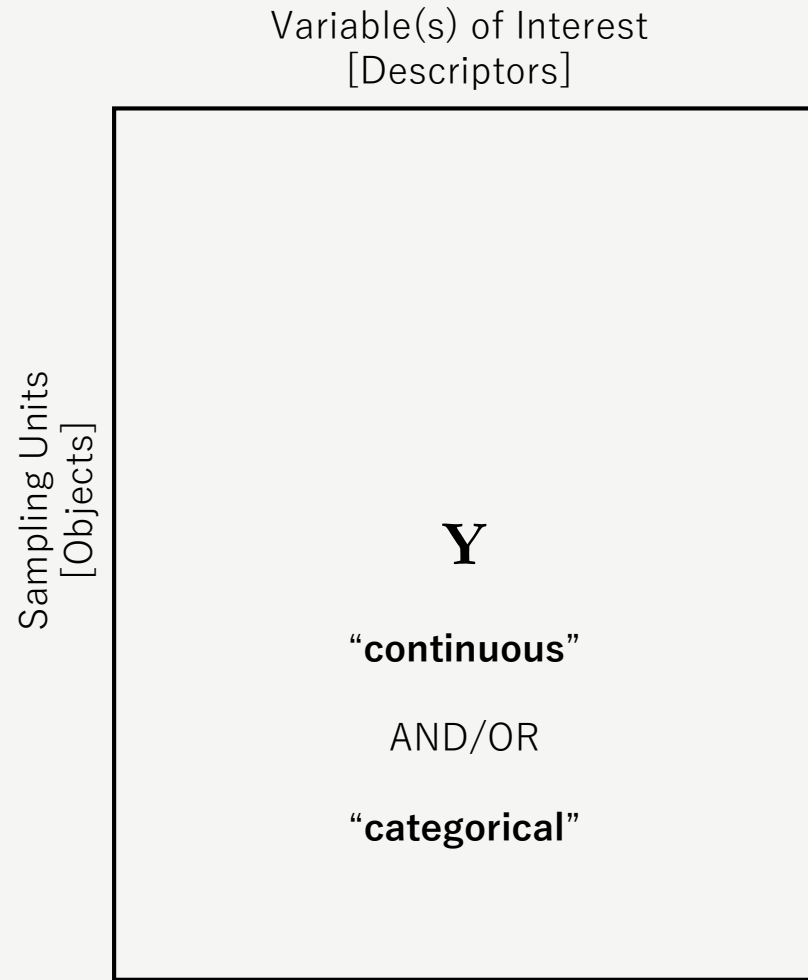 Variable(s) of Interest
[Descriptors]
Sampling Units
[Objects]
Y
“continuous”
AND/OR
“categorical”